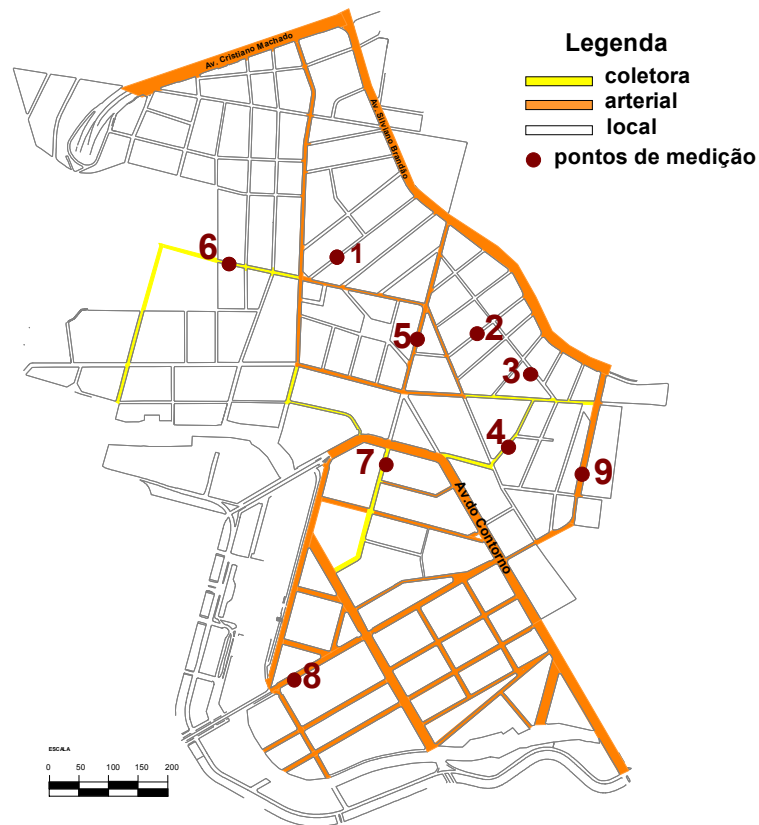 Legenda
coletora
arterial
local
pontos de medição
Av. Cristiano Machado
Av. Silviano Brandão
6
1
2
5
3
4
7
9
Av.do Contorno
8
ESCALA
0 50 100 150 200